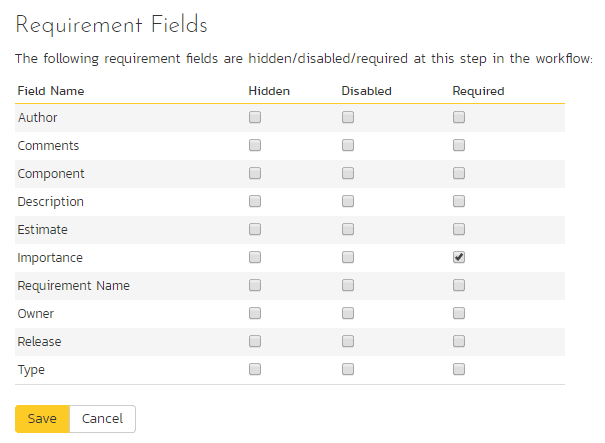 Requirement Fields
The following requirement fields are hidden/disabled/required at this step in the workflow:
Field Name Hidden Disabled Required
Author
Comments
Component
Description
Estimate
Importance
Requirement Name
Owner
Release
Type
Save Cancel